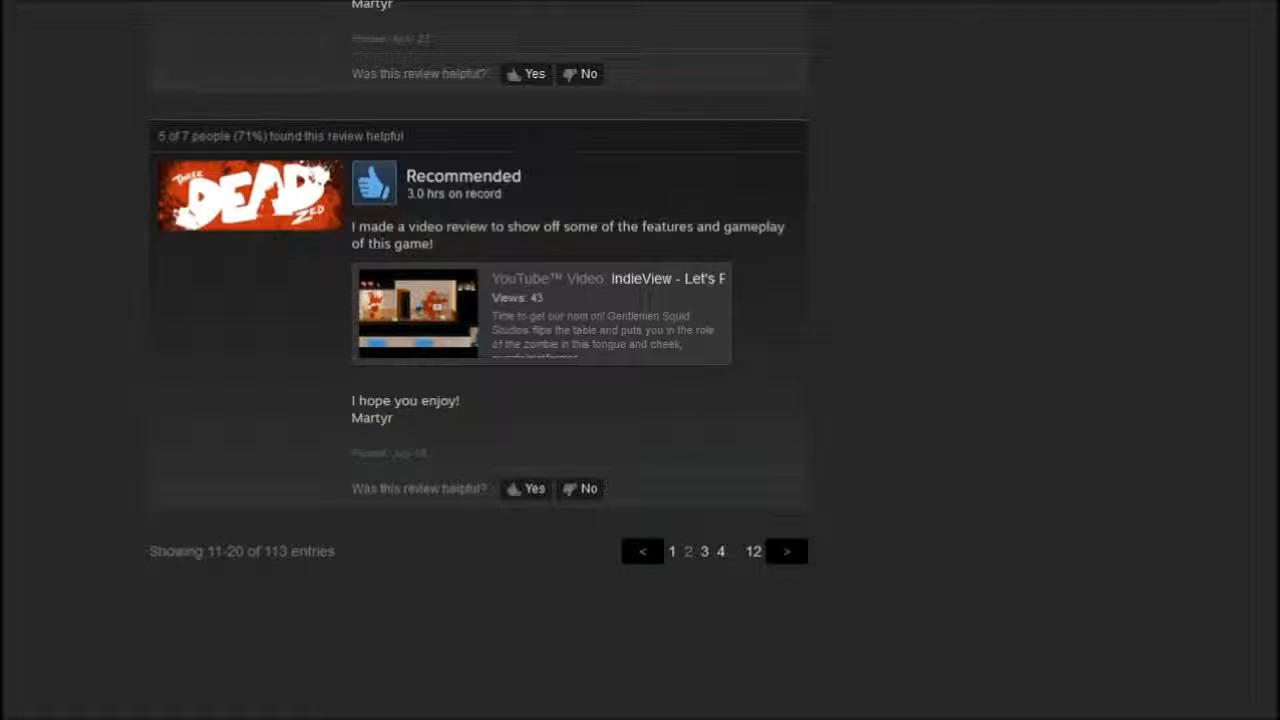 Martyr
Was this review helpful? Yes No
5 of 7 people (71%) found this review helpful
THREE
DEAD
ZED
Recommended
3.0 hrs on record
I made a video review to show off some of the features and gameplay
of this game!
YouTube™ Video: IndieView - Let's P
Views: 43
Time to get our nom on! Gentlemen Squid
Studios flips the table and puts you in the role
of the zombie in this tongue and cheek,
I hope you enjoy!
Martyr
Was this review helpful? Yes No
Showing 11-20 of 113 entries
< 1 2 3 4 12 >